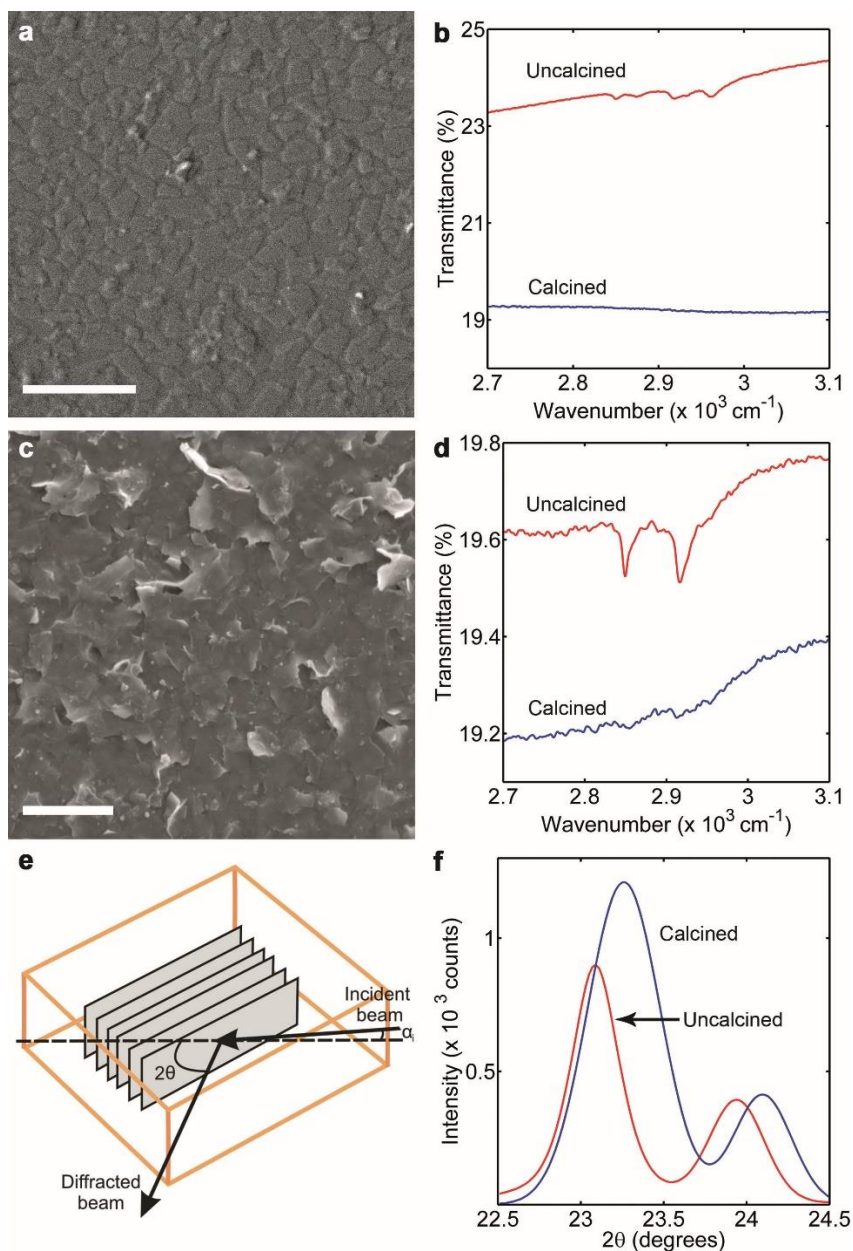 a
b
Uncalcined
Calcined
Transmittance (%)
25
23
21
19
2.7 2.8 2.9 3 3.1
Wavenumber (x 10³ cm⁻¹)
c
d
Uncalcined
Calcined
Transmittance (%)
19.8
19.6
19.4
19.2
2.7 2.8 2.9 3 3.1
Wavenumber (x 10³ cm⁻¹)
e
Incident
beam
αi
2θ
Diffracted
beam
f
Calcined
Uncalcined
Intensity (x 10³ counts)
1
0.5
22.5 23 23.5 24 24.5
2θ (degrees)